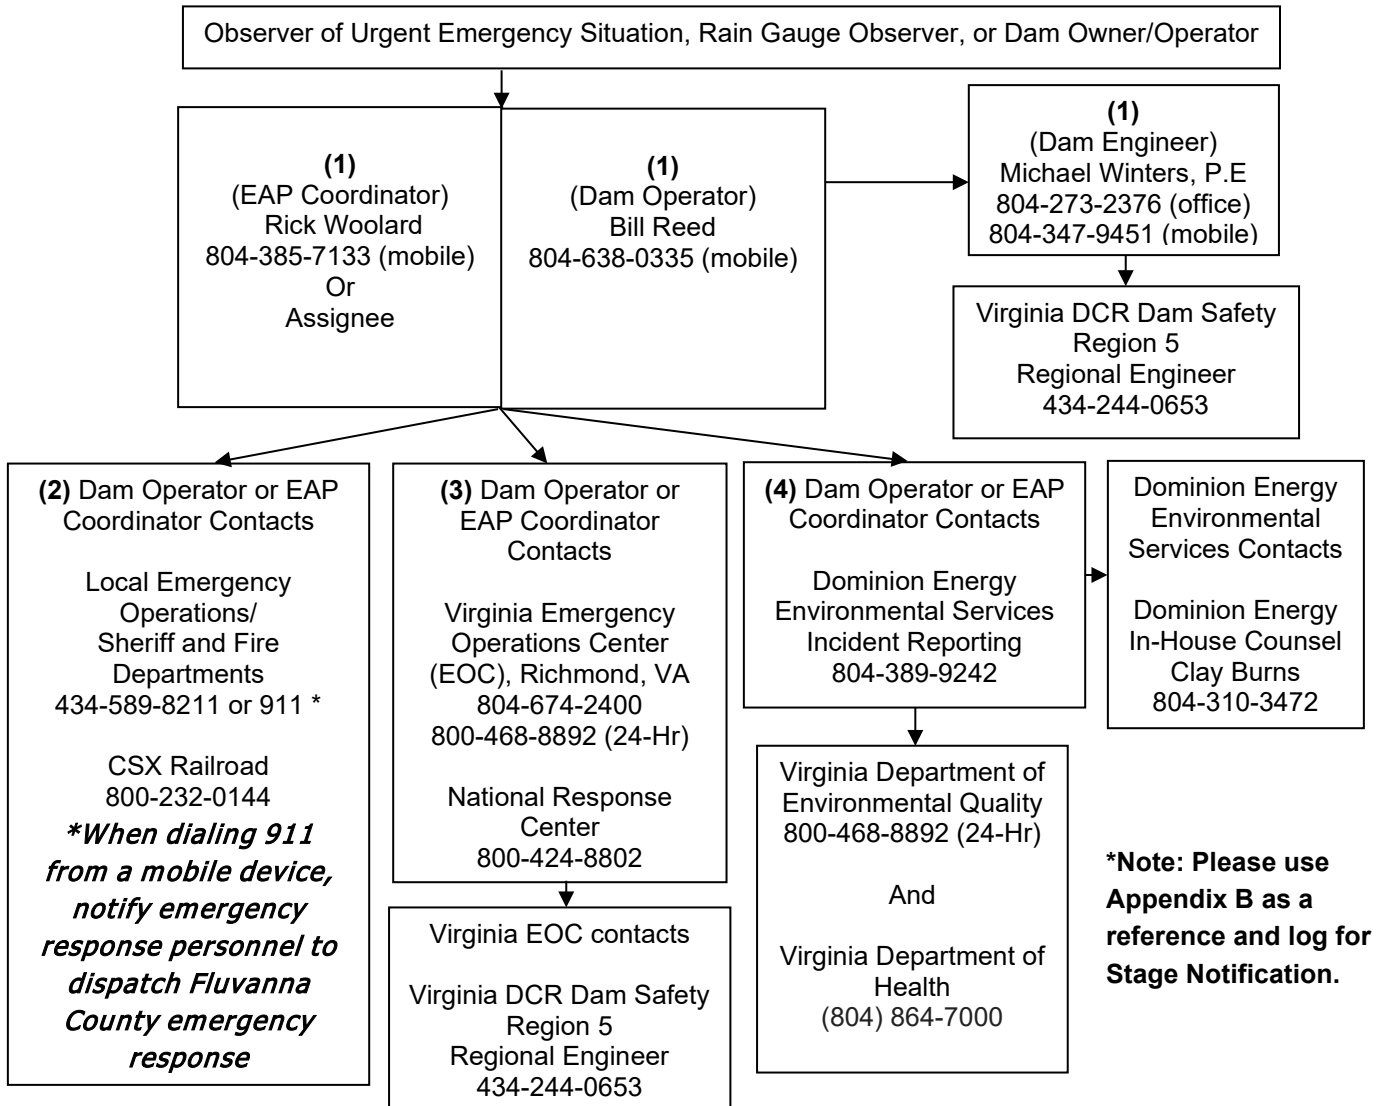 Observer of Urgent Emergency Situation, Rain Gauge Observer, or Dam Owner/Operator
(1)
(EAP Coordinator)
Rick Woolard
804-385-7133 (mobile)
Or
Assignee
(1)
(Dam Operator)
Bill Reed
804-638-0335 (mobile)
(1)
(Dam Engineer)
Michael Winters, P.E
804-273-2376 (office)
804-347-9451 (mobile)
Virginia DCR Dam Safety
Region 5
Regional Engineer
434-244-0653
(2) Dam Operator or EAP
Coordinator Contacts
Local Emergency
Operations/
Sheriff and Fire
Departments
434-589-8211 or 911 *
CSX Railroad
800-232-0144
*When dialing 911
from a mobile device,
notify emergency
response personnel to
dispatch Fluvanna
County emergency
response
(3) Dam Operator or
EAP Coordinator
Contacts
Virginia Emergency
Operations Center
(EOC), Richmond, VA
804-674-2400
800-468-8892 (24-Hr)
National Response
Center
800-424-8802
Virginia EOC contacts
Virginia DCR Dam Safety
Region 5
Regional Engineer
434-244-0653
(4) Dam Operator or EAP
Coordinator Contacts
Dominion Energy
Environmental Services
Incident Reporting
804-389-9242
Virginia Department of
Environmental Quality
800-468-8892 (24-Hr)
And
Virginia Department of
Health
(804) 864-7000
Dominion Energy
Environmental
Services Contacts
Dominion Energy
In-House Counsel
Clay Burns
804-310-3472
*Note: Please use
Appendix B as a
reference and log for
Stage Notification.